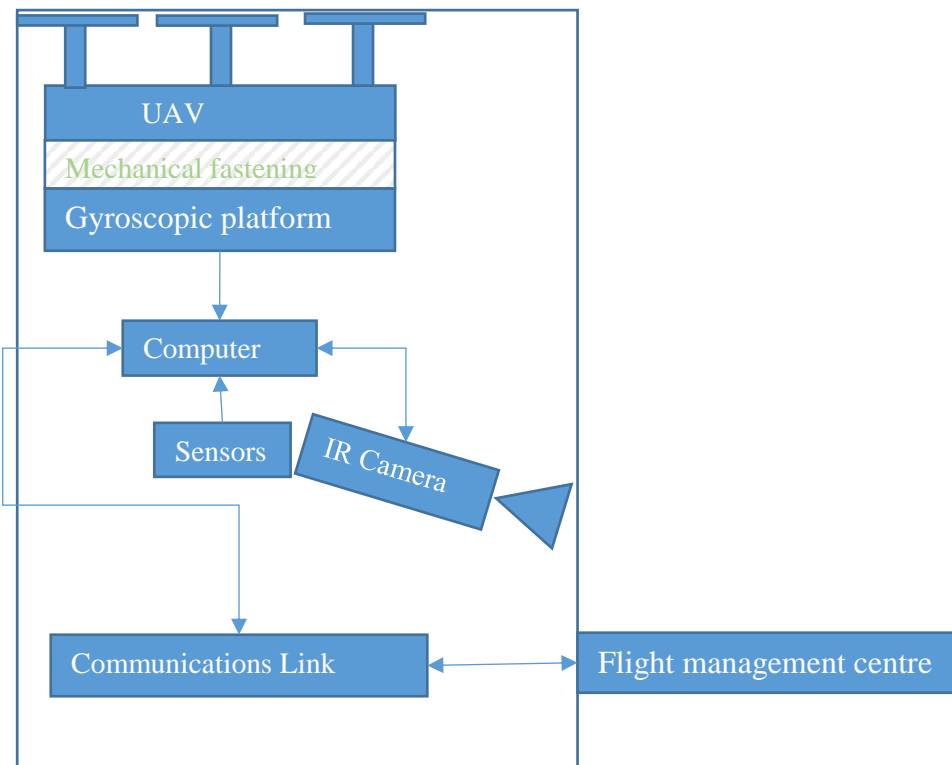 UAV
Mechanical fastening
Gyroscopic platform
Computer
Sensors
IR Camera
Communications Link
Flight management centre